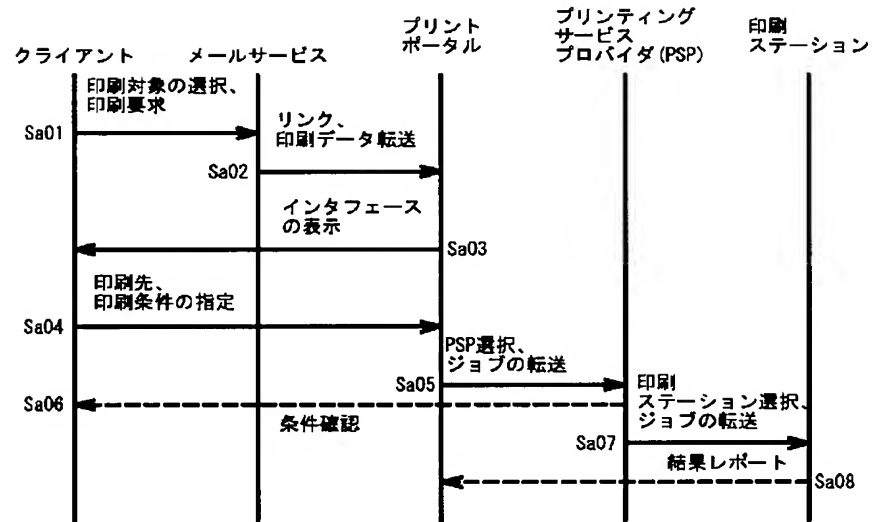 クライアント
メールサービス
プリント
ポータル
プリンティング
サービス
プロバイダ(PSP)
印刷
ステーション
印刷対象の選択、
印刷要求
Sa01
リンク、
印刷データ転送
Sa02
インタフェース
の表示
Sa03
印刷先、
印刷条件の指定
Sa04
PSP選択、
ジョブの転送
Sa05
Sa06
条件確認
印刷
ステーション選択、
ジョブの転送
Sa07
結果レポート
Sa08